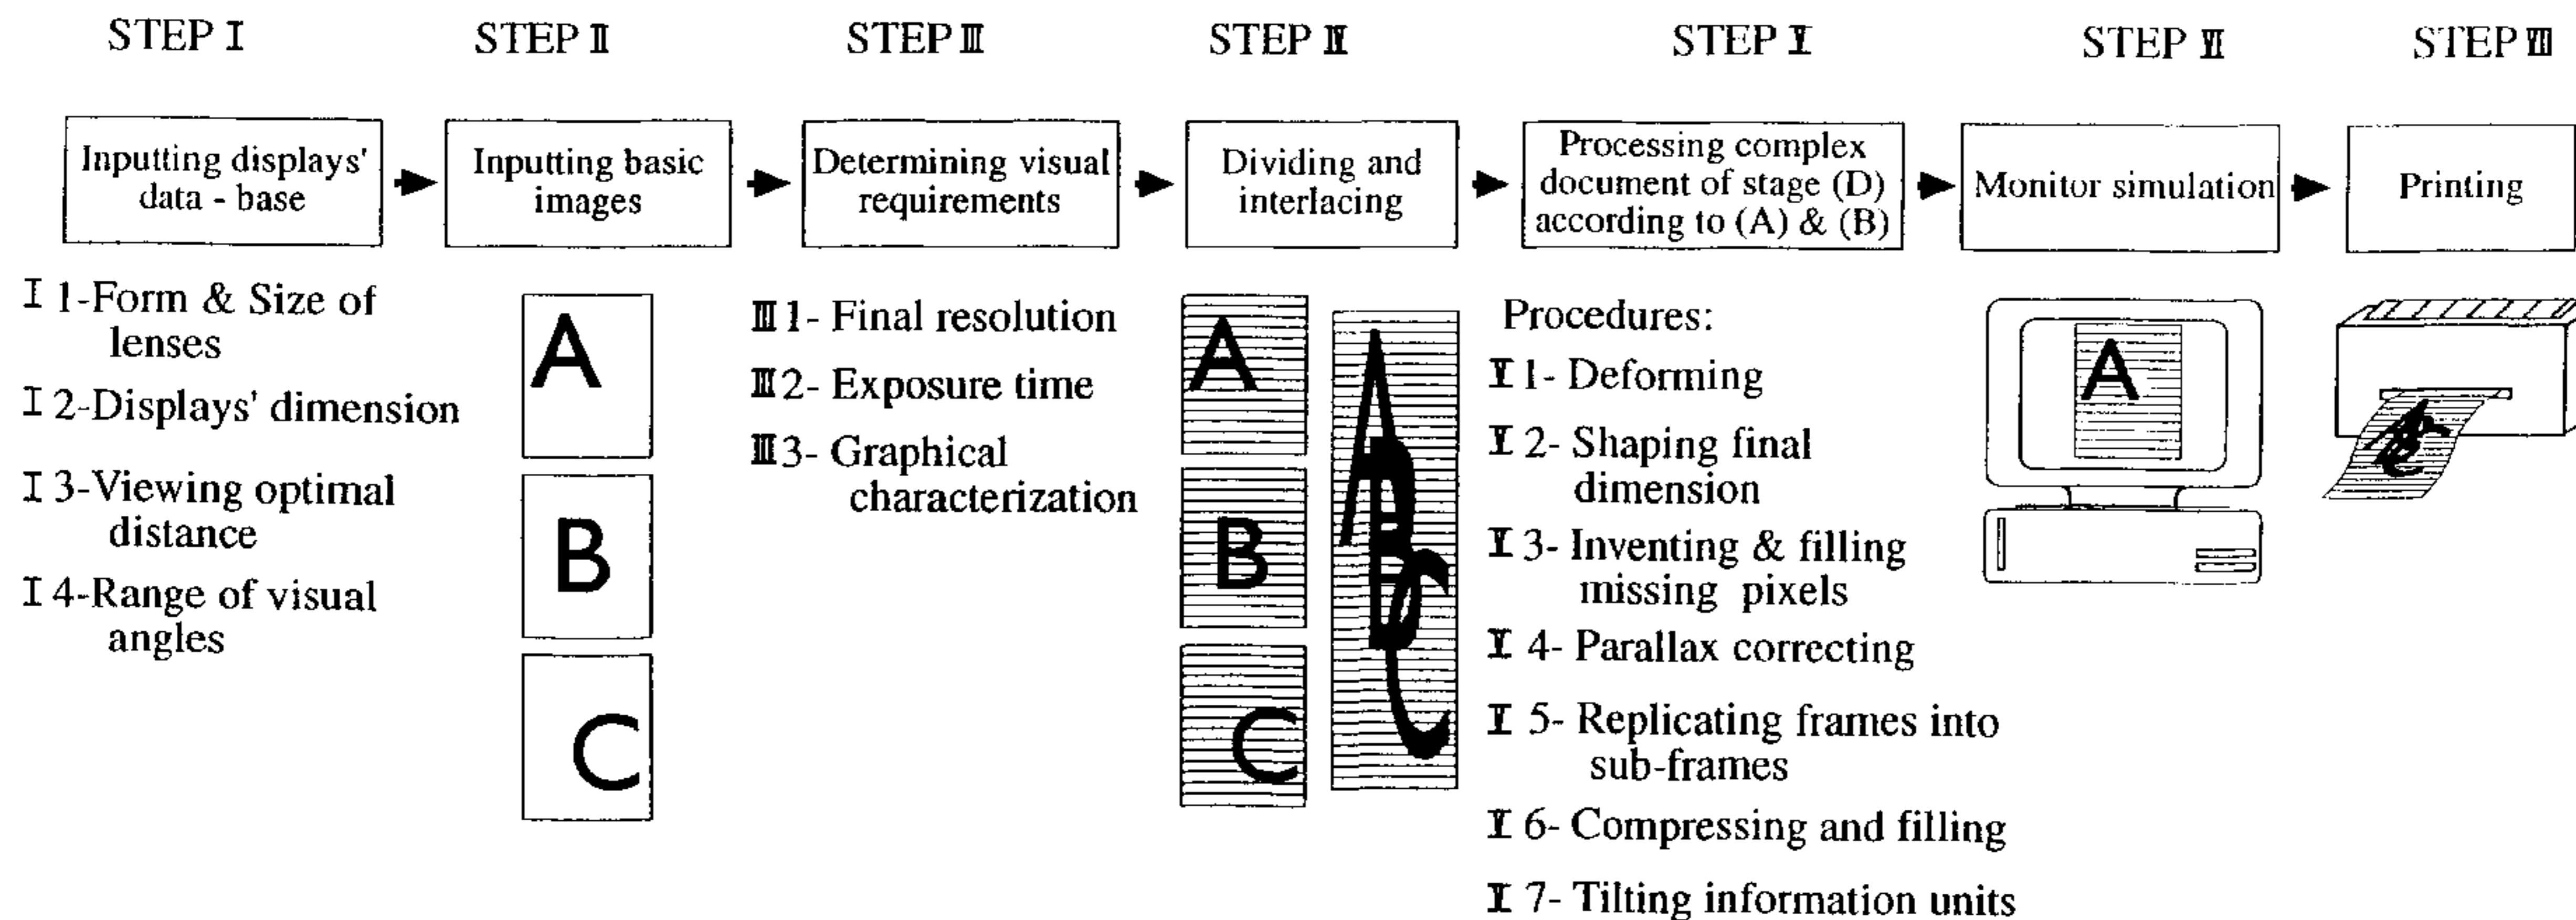 STEP I
STEP II
STEP III
STEP IV
STEP V
STEP VI
STEP VII
Inputting displays'
data - base
Inputting basic
images
Determining visual
requirements
Dividing and
interlacing
Processing complex
document of stage (D)
according to (A) & (B)
Monitor simulation
Printing
I 1-Form & Size of
lenses
I 2-Displays' dimension
I 3-Viewing optimal
distance
I 4-Range of visual
angles
A
B
C
III 1- Final resolution
III 2- Exposure time
III 3- Graphical
characterization
A
B
C
A
B
C
Procedures:
V 1- Deforming
V 2- Shaping final
dimension
V 3- Inventing & filling
missing pixels
V 4- Parallax correcting
V 5- Replicating frames into
sub-frames
V 6- Compressing and filling
V 7- Tilting information units
A